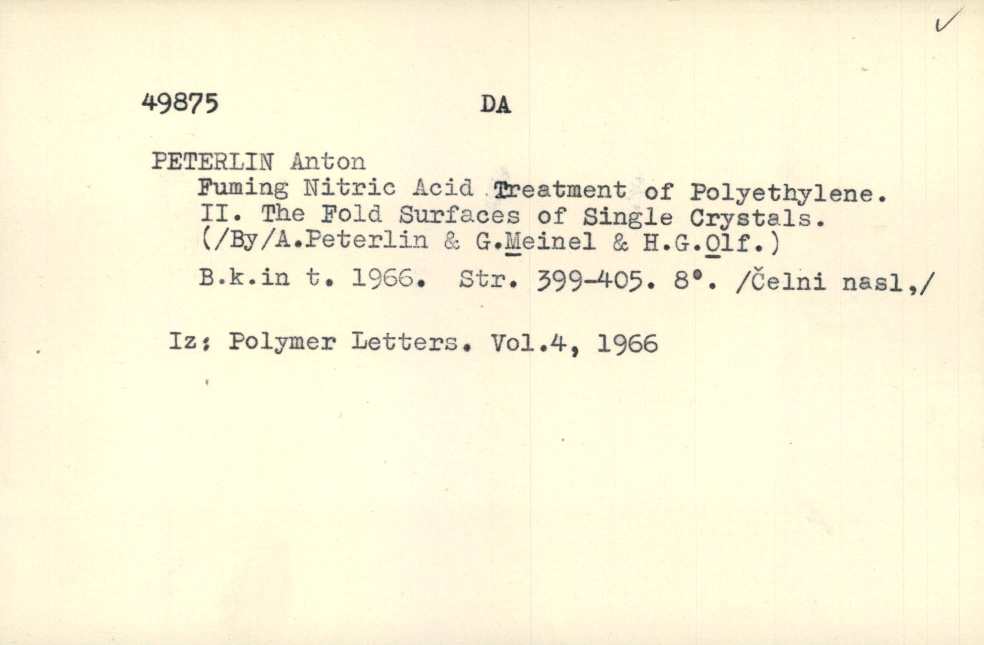 49875 DA
PETERLIN Anton
Fuming Nitric Acid Treatment of Polyethylene.
II. The Fold Surfaces of Single Crystals.
(/By/A.Peterlin & G.Meinel & H.G.Olf.)
B.k.in t. 1966. Str. 399-405. 8°. /Čelni nasl,/
Iz: Polymer Letters. Vol.4, 1966